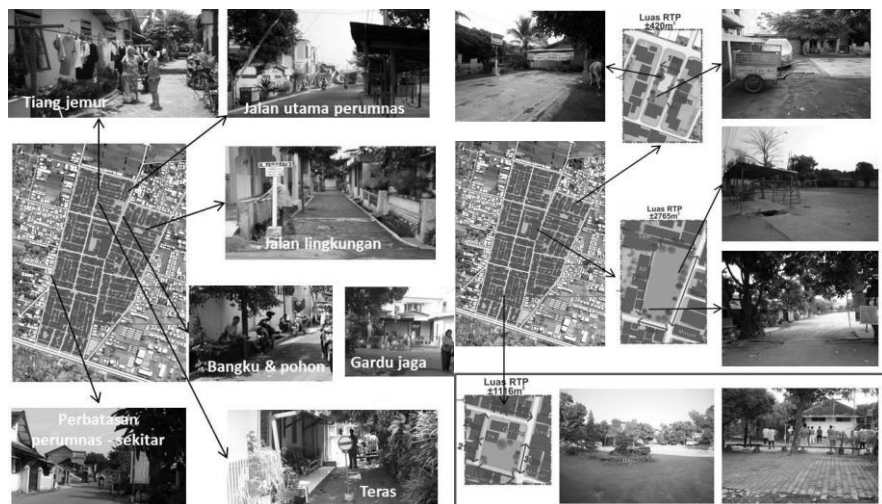 Tiang jemur
Jalan utama perumnas
Jalan lingkungan
Bangku & pohon
Gardu jaga
Perbatasan
perumnas - sekitar
Teras
Luas RTP
±420m²
Luas RTP
±2765m²
Luas RTP
±1116m²